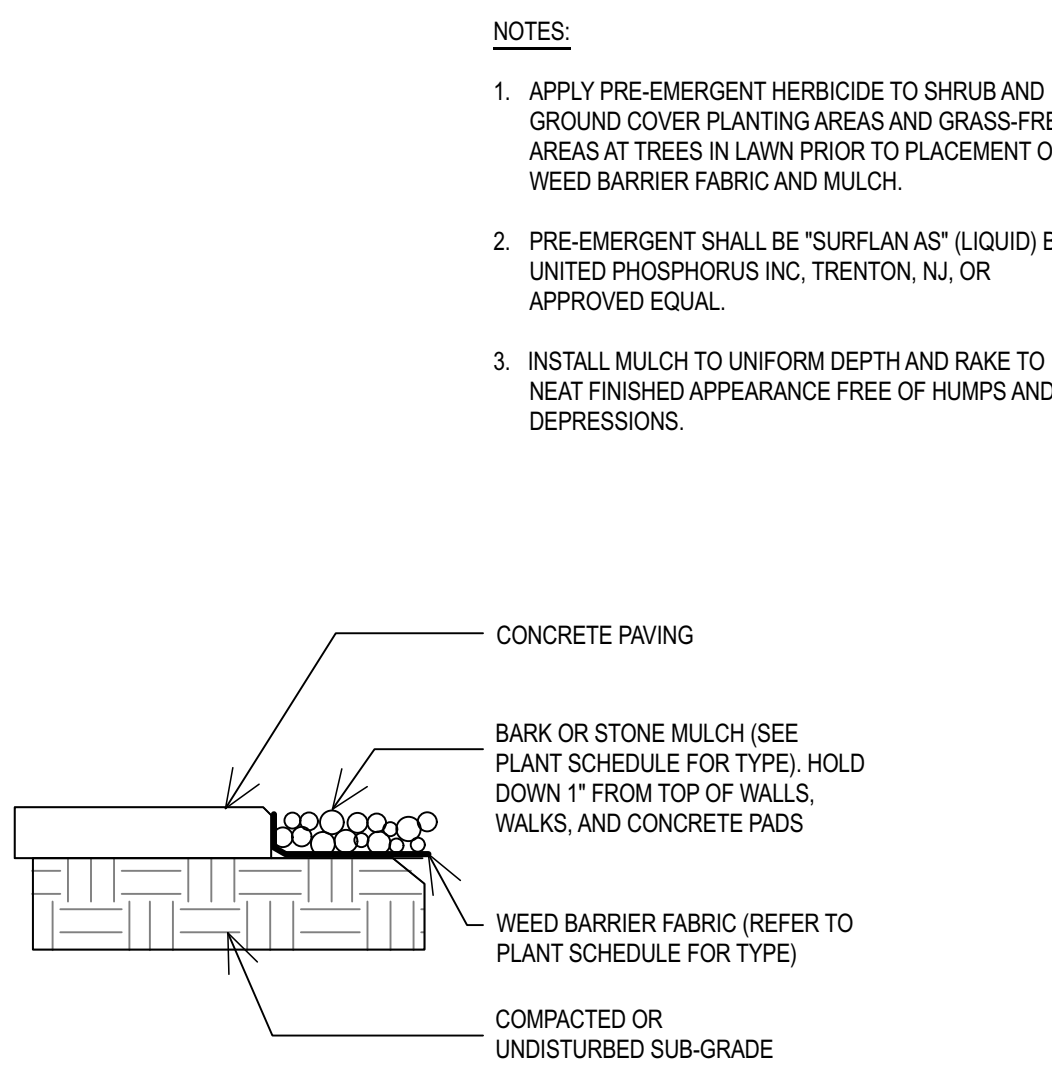 NOTES:
1. APPLY PRE-EMERGENT HERBICIDE TO SHRUB AND
GROUND COVER PLANTING AREAS AND GRASS-FRE
AREAS AT TREES IN LAWN PRIOR TO PLACEMENT O
WEED BARRIER FABRIC AND MULCH.
2. PRE-EMERGENT SHALL BE "SURFLAN AS" (LIQUID) B
UNITED PHOSPHORUS INC, TRENTON, NJ, OR
APPROVED EQUAL.
3. INSTALL MULCH TO UNIFORM DEPTH AND RAKE TO
NEAT FINISHED APPEARANCE FREE OF HUMPS AND
DEPRESSIONS.
CONCRETE PAVING
BARK OR STONE MULCH (SEE
PLANT SCHEDULE FOR TYPE). HOLD
DOWN 1" FROM TOP OF WALLS,
WALKS, AND CONCRETE PADS
WEED BARRIER FABRIC (REFER TO
PLANT SCHEDULE FOR TYPE)
COMPACTED OR
UNDISTURBED SUB-GRADE